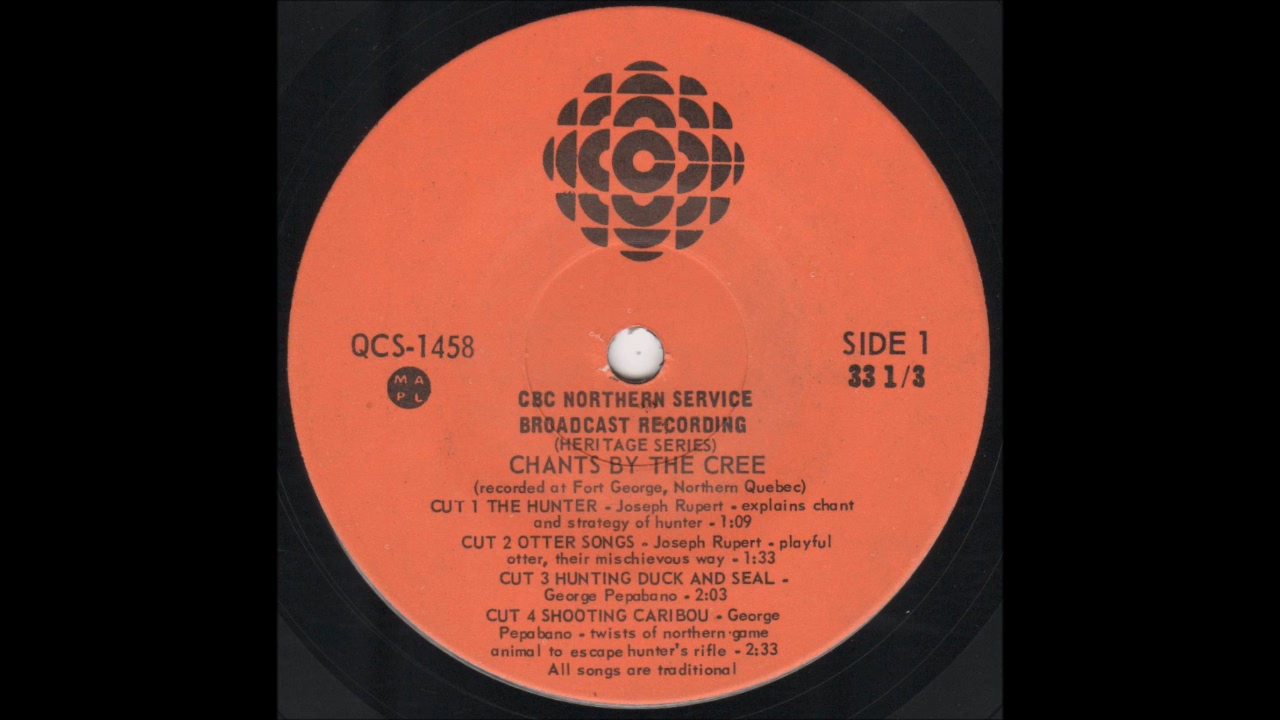 QCS-1458
SIDE 1
M A
P L
33 1/3
CBC NORTHERN SERVICE
BROADCAST RECORDING
(HERITAGE SERIES)
CHANTS BY THE CREE
(recorded at Fort George, Northern Quebec)
CUT 1 THE HUNTER - Joseph Rupert - explains chant
and strategy of hunter - 1:09
CUT 2 OTTER SONGS - Joseph Rupert - playful
otter, their mischievous way - 1:33
CUT 3 HUNTING DUCK AND SEAL -
George Pepabano - 2:03
CUT 4 SHOOTING CARIBOU - George
Pepabano - twists of northern game
animal to escape hunter's rifle - 2:33
All songs are traditional